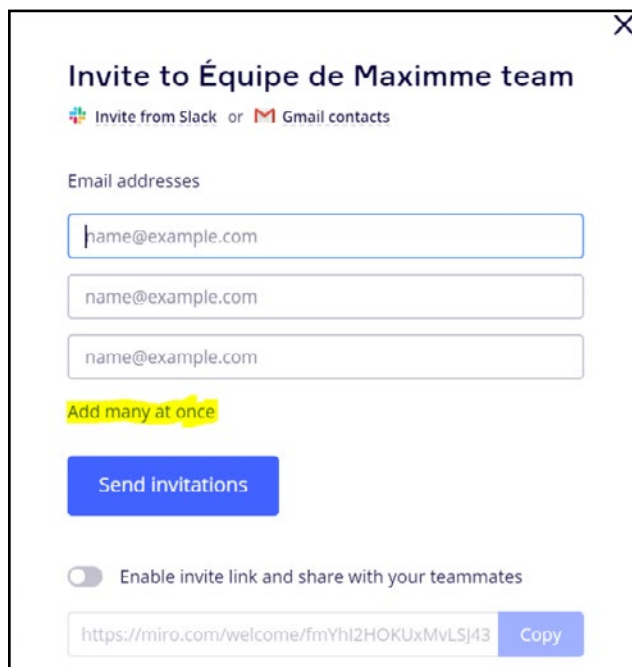 Invite to Équipe de Maximme team
Invite from Slack or Gmail contacts
Email addresses
name@example.com
name@example.com
name@example.com
Add many at once
Send invitations
Enable invite link and share with your teammates
https://miro.com/welcome/fmYhI2HOKUxMvLSJ43 Copy